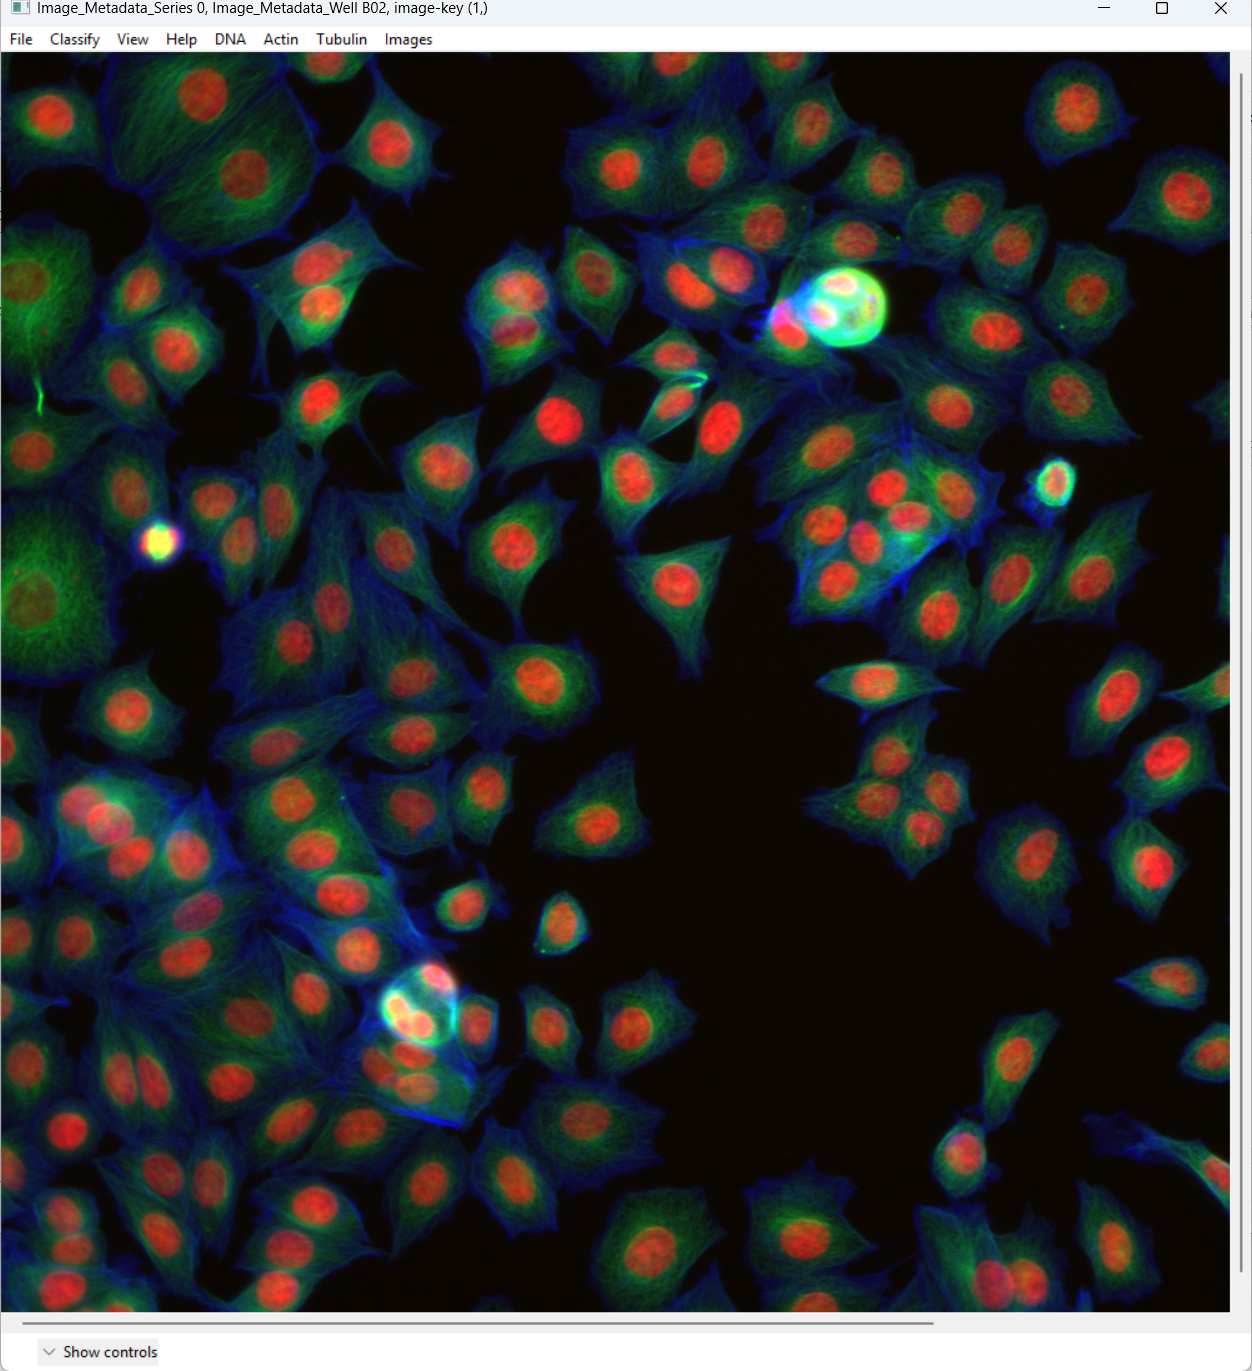 Image_Metadata_Series 0, Image_Metadata_Well B02, image-key (1,)
File Classify View Help DNA Actin Tubulin Images
Show controls